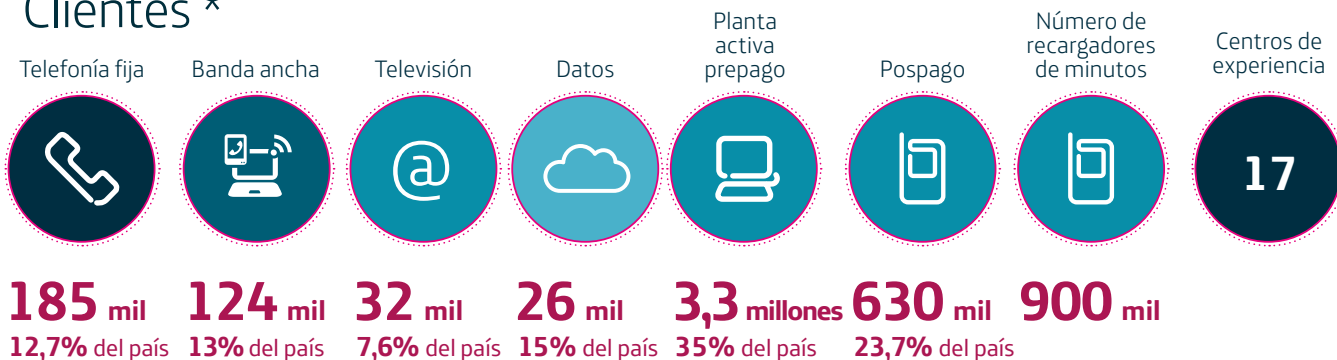 Clientes *
Telefonía fija
Banda ancha
Televisión
Datos
Planta
activa
prepago
Pospago
Número de
recargadores
de minutos
Centros de
experiencia
@
17
185 mil
12,7% del país
124 mil
13% del país
32 mil
7,6% del país
26 mil
15% del país
3,3 millones
35% del país
630 mil
23,7% del país
900 mil